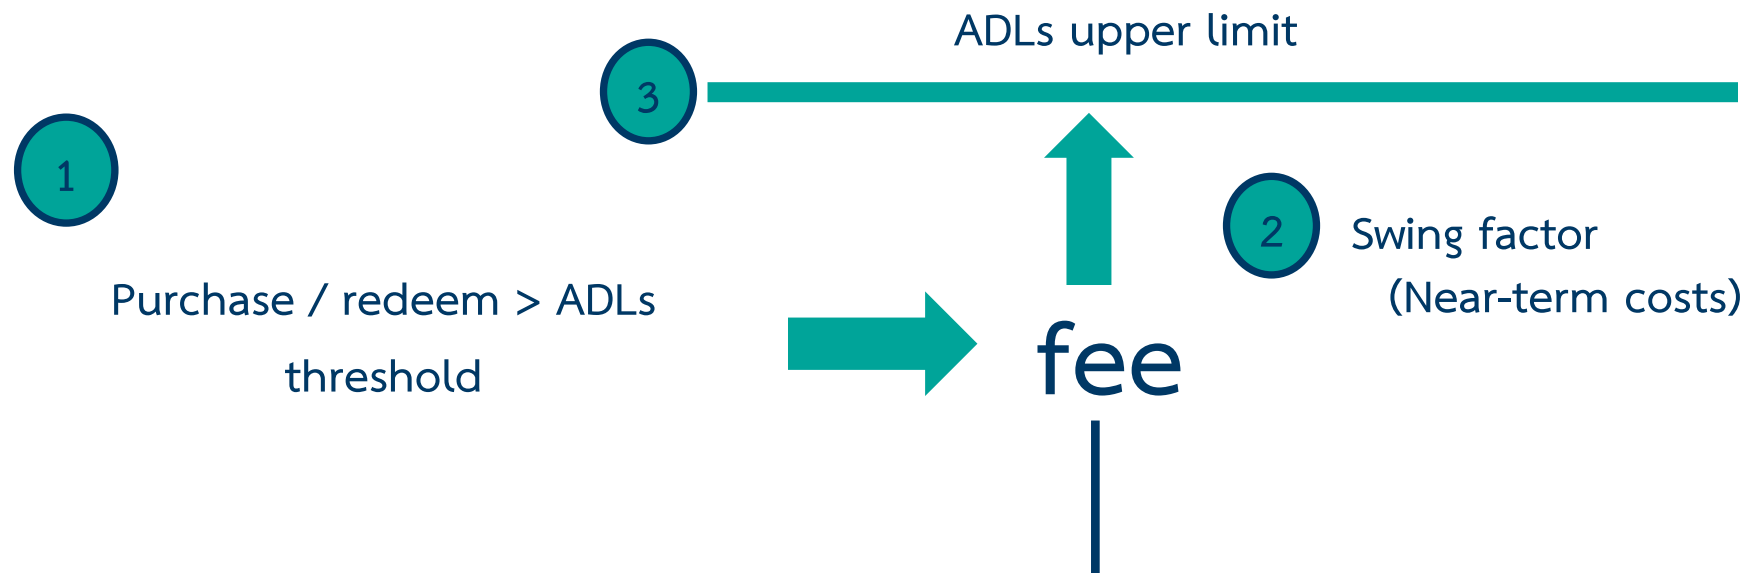 ADLs upper limit
3
1
2
Swing factor
(Near-term costs)
Purchase / redeem > ADLs
threshold
fee